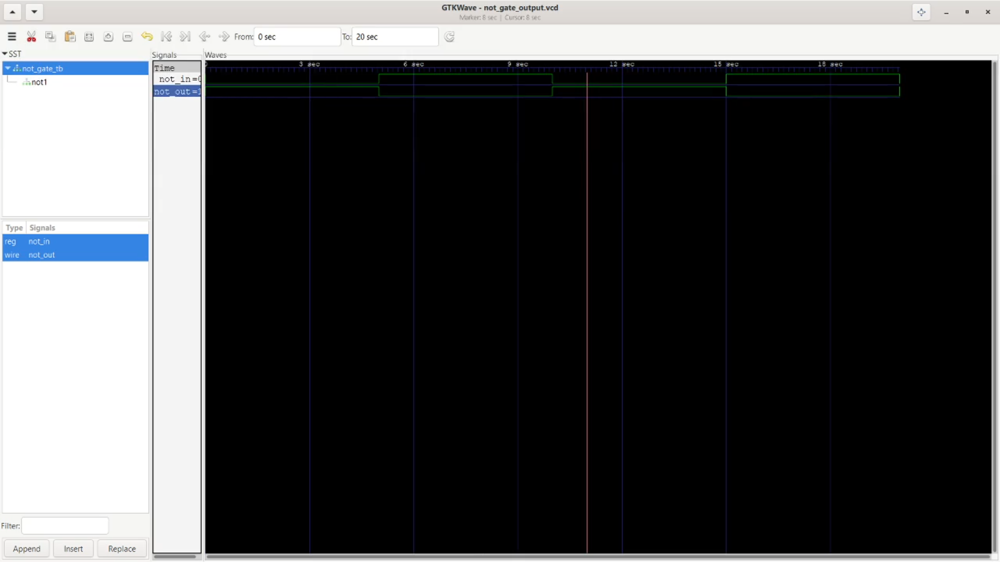 GTKWave - not_gate_output.vcd
Marker: 8 sec | Cursor: 8 sec
From: 0 sec To: 20 sec
SST
not_gate_tb
not1
Type Signals
reg not_in
wire not_out
Filter:
Append Insert Replace
Signals
Time
not_in=0
not_out=1
Waves
0 3 sec 6 sec 9 sec 12 sec 15 sec 18 sec